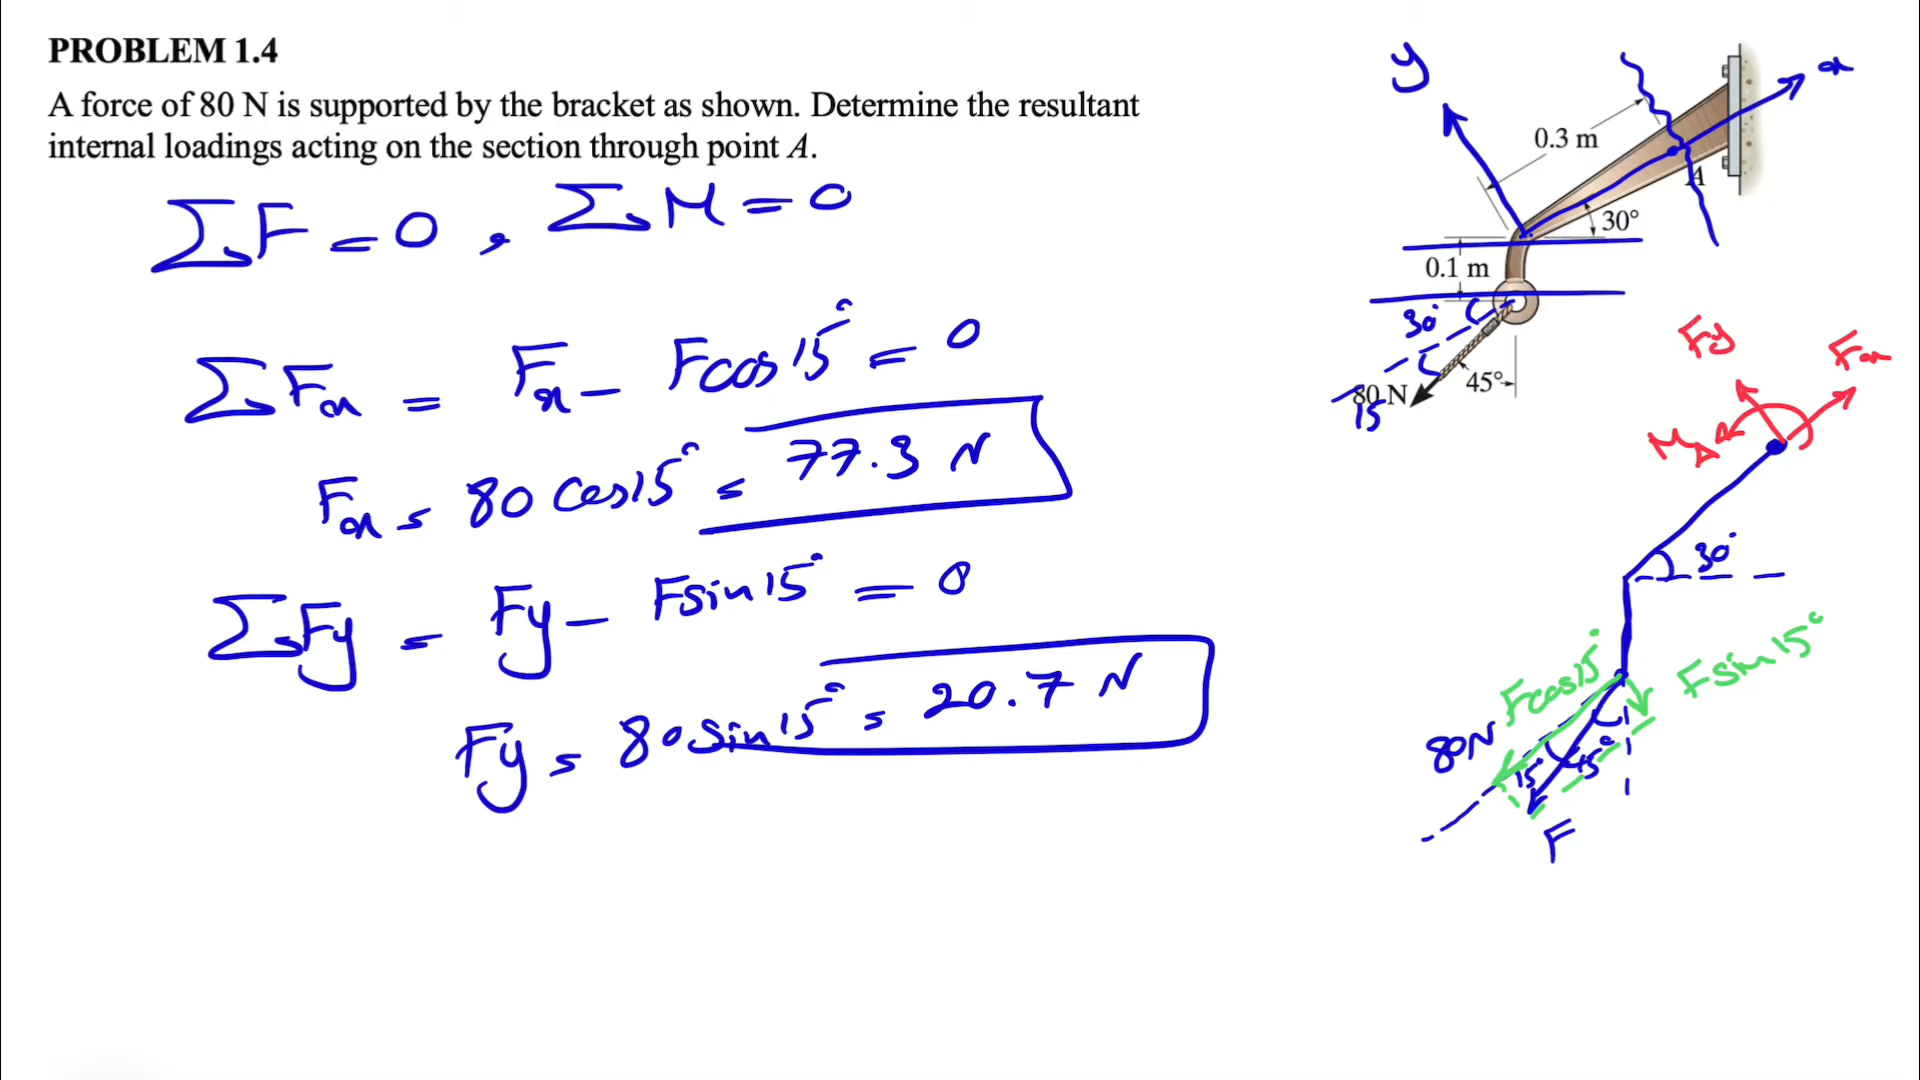 PROBLEM 1.4
A force of 80 N is supported by the bracket as shown. Determine the resultant
internal loadings acting on the section through point A.
ΣF = 0 , ΣM = 0
ΣFx = Fx - Fcos15° = 0
Fx = 80 cos15° = 77.3 N
ΣFy = Fy - Fsin15° = 0
Fy = 80 sin15° = 20.7 N
y
x
0.3 m
A
30°
0.1 m
30°
45°
80 N
15
Fy
Fx
MA
30°
Fcos15°
Fsin15°
80N
15°
45°
F